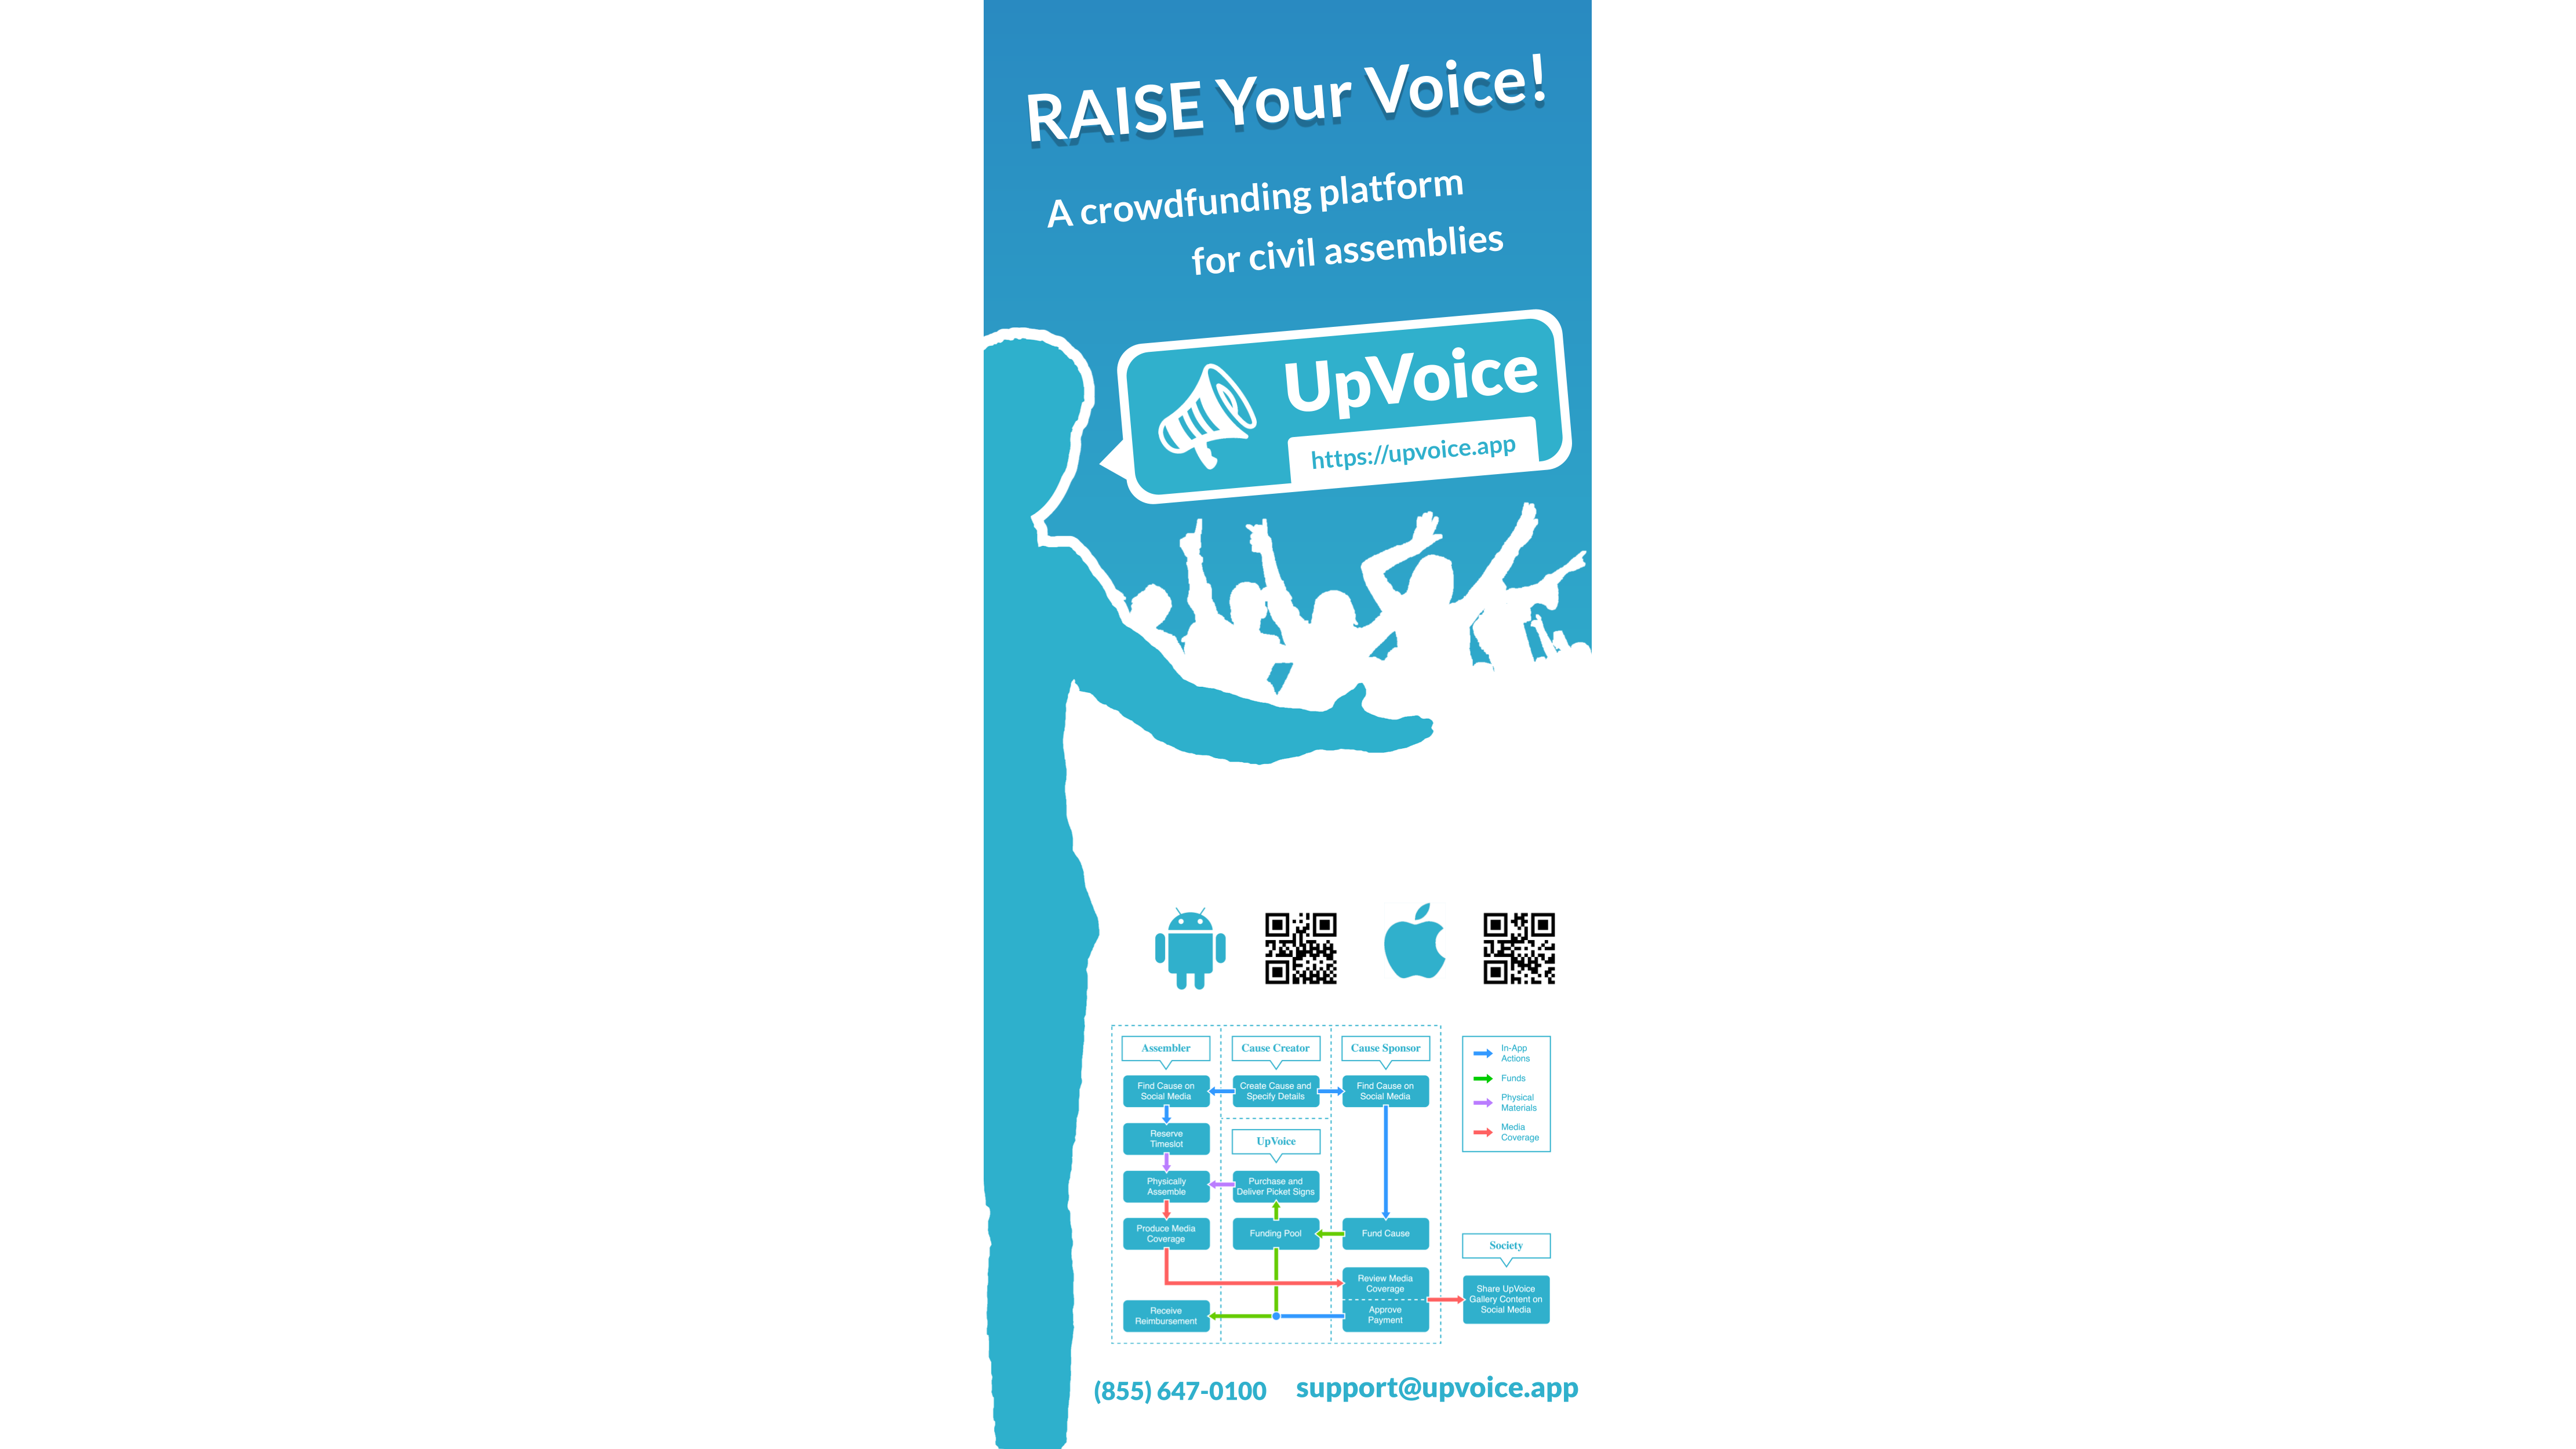 RAISE Your Voice!
A crowdfunding platform
for civil assemblies
UpVoice
https://upvoice.app
Assembler
Cause Creator
Cause Sponsor
Find Cause on
Social Media
Create Cause and
Specify Details
Find Cause on
Social Media
In-App
Actions
Funds
Physical
Materials
Media
Coverage
Reserve
Timeslot
UpVoice
Physically
Assemble
Purchase and
Deliver Picket Signs
Produce Media
Coverage
Funding Pool
Fund Cause
Society
Review Media
Coverage
Approve
Payment
Share UpVoice
Gallery Content on
Social Media
Receive
Reimbursement
(855) 647-0100
support@upvoice.app